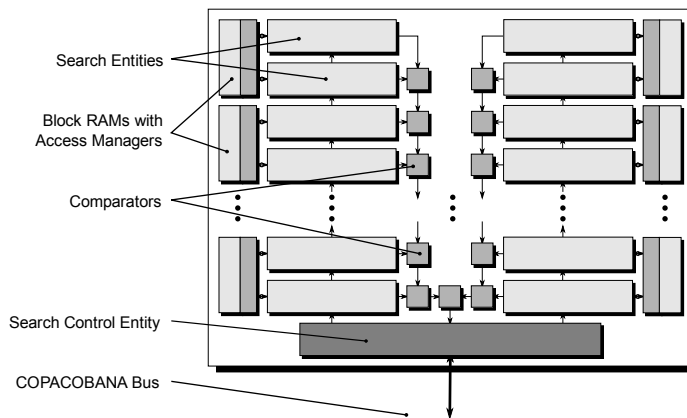 Search Entities
Block RAMs with
Access Managers
Comparators
Search Control Entity
COPACOBANA Bus